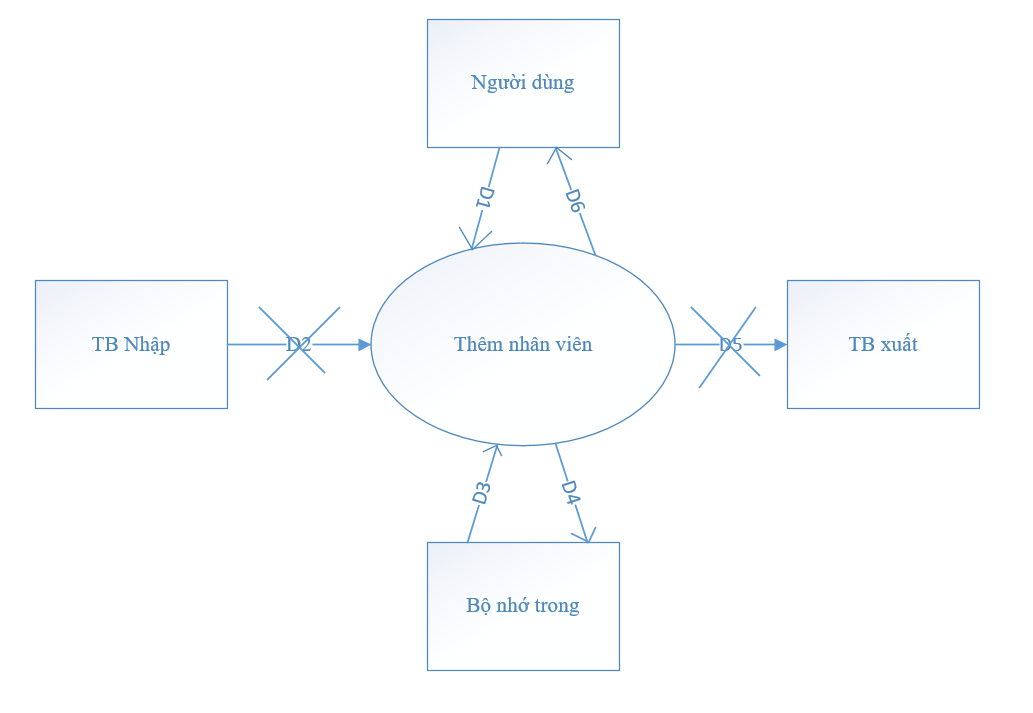 Người dùng
D1
D6
TB Nhập
D2
Thêm nhân viên
D5
TB xuất
D3
D4
Bộ nhớ trong